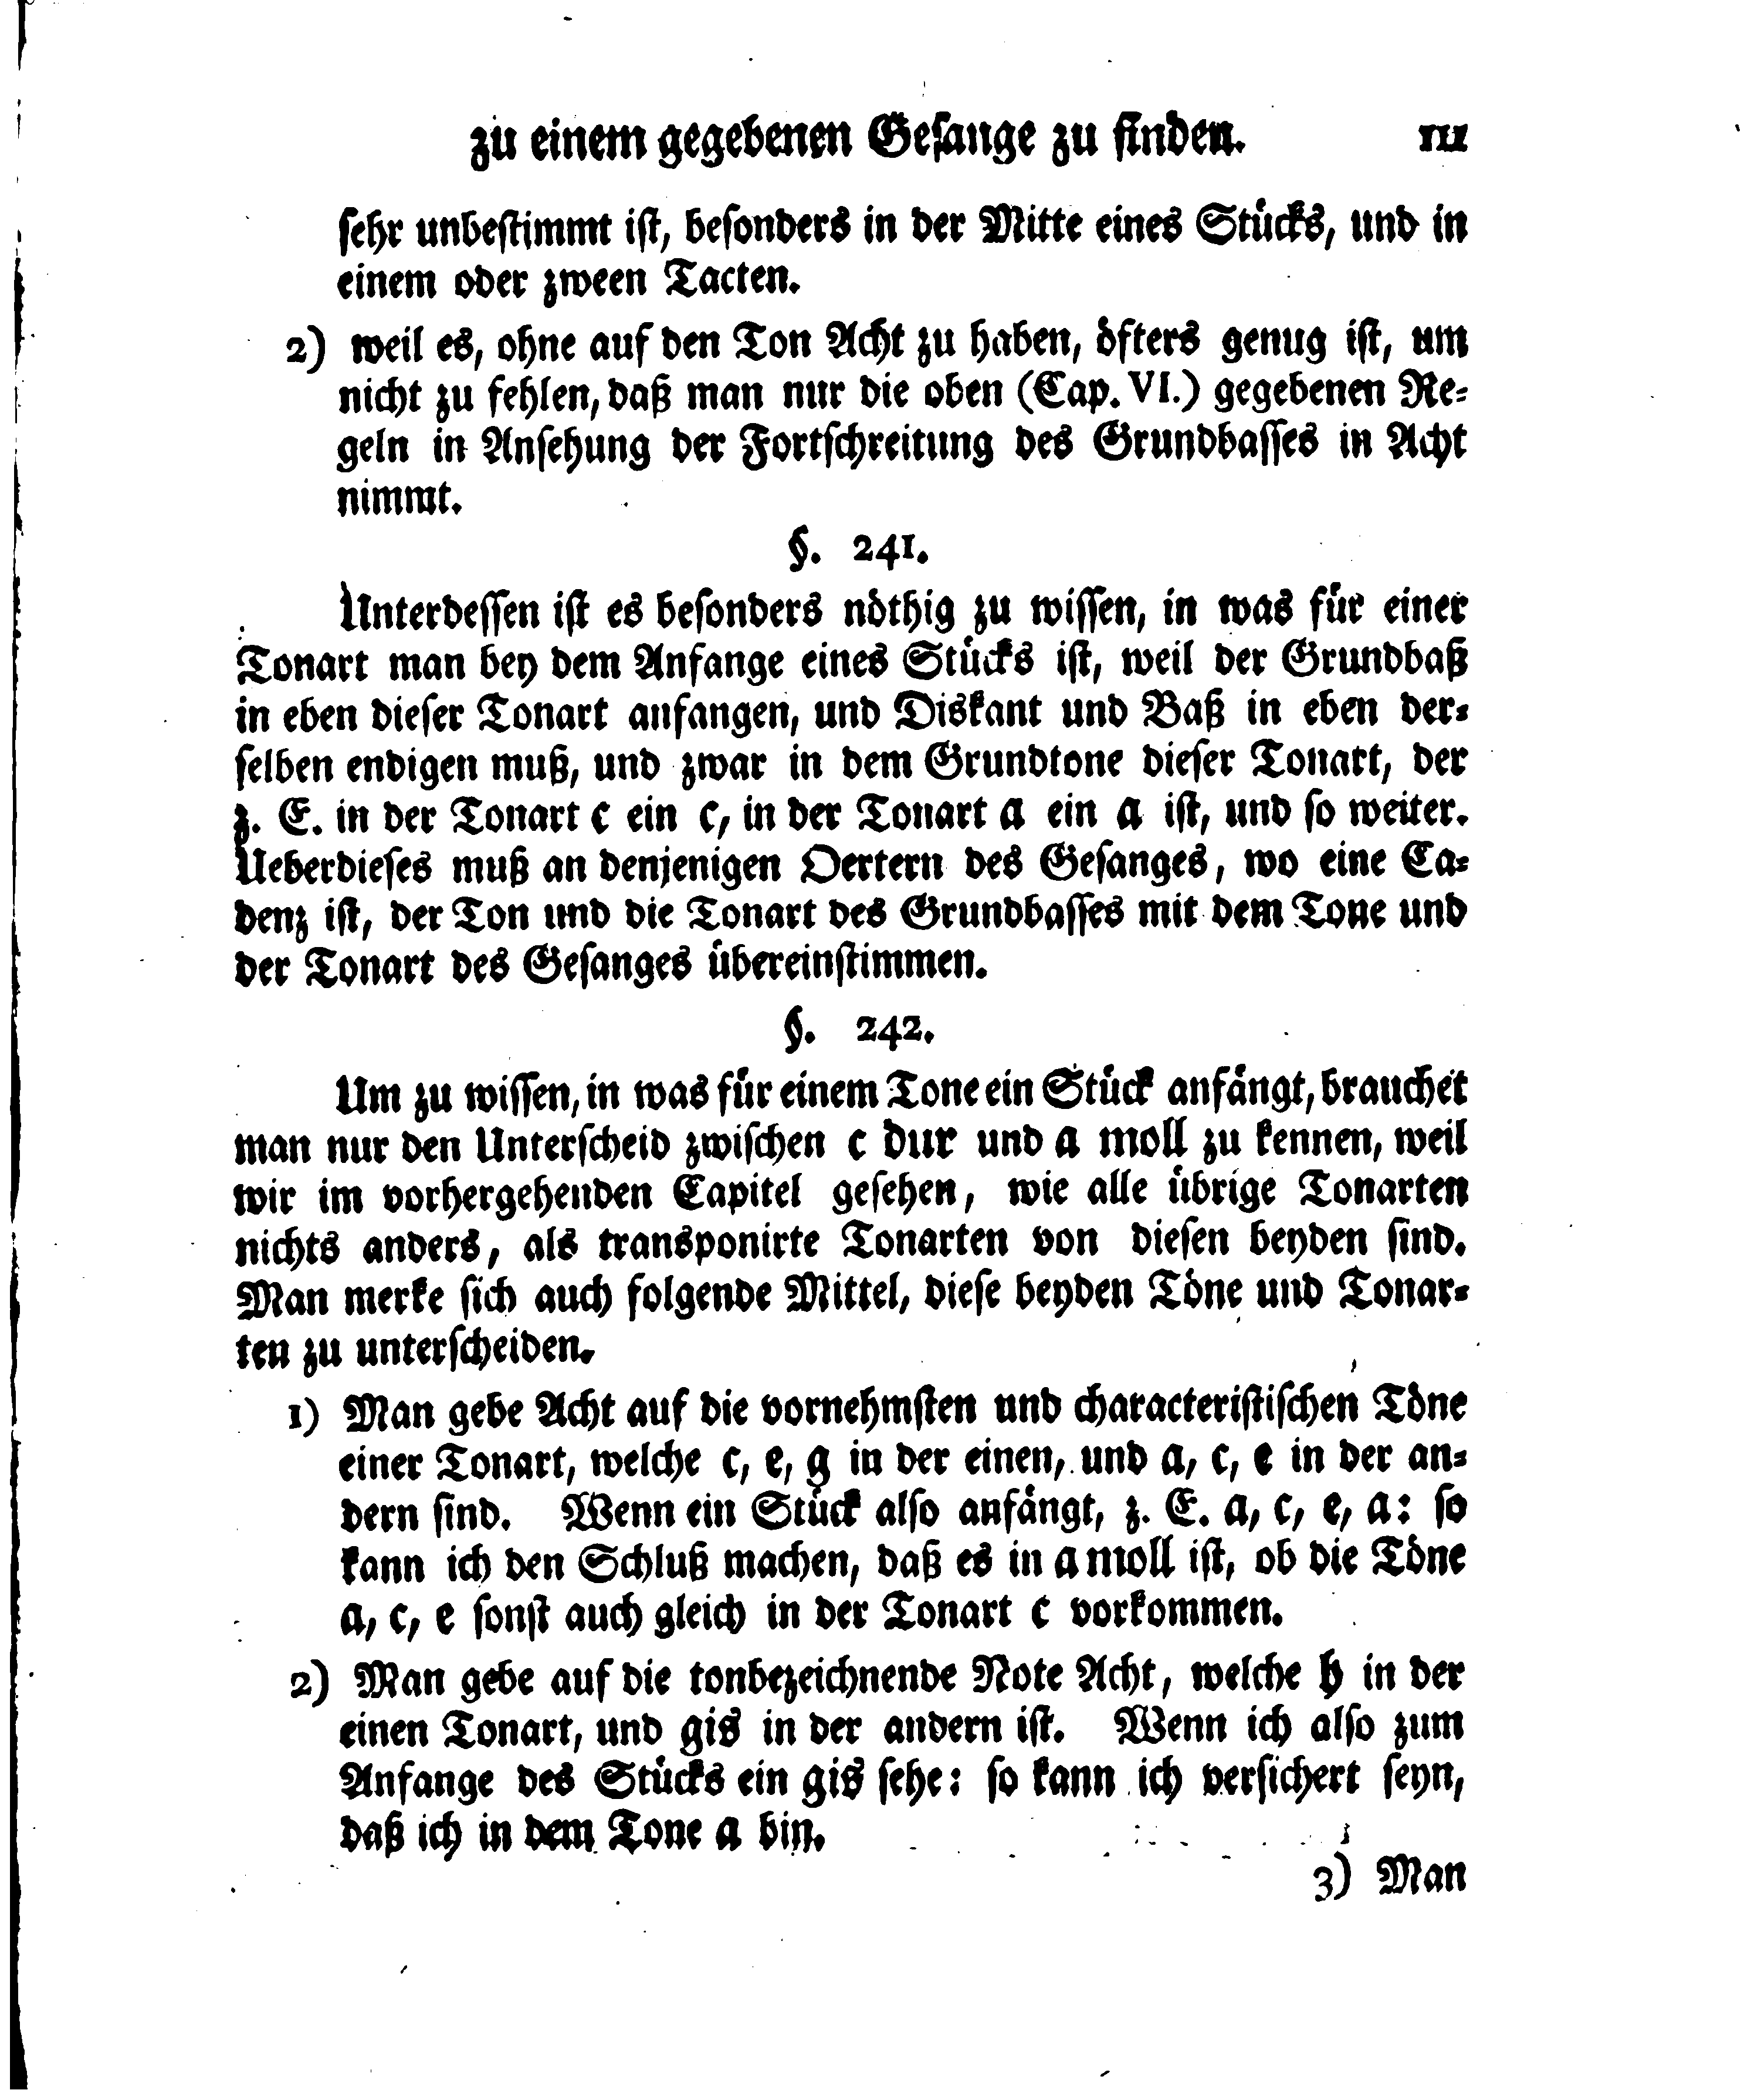 zu einem gegebenen Gesange zu finden. 111
sehr unbestimmt ist, besonders in der Mitte eines Stücks, und in
einem oder zween Tacten.
2) weil es, ohne auf den Ton Acht zu haben, öfters genug ist, um
nicht zu fehlen, daß man nur die oben (Cap. VI.) gegebenen Re-
geln in Ansehung der Fortschreitung des Grundbasses in Acht
nimmt.
§. 241.
Unterdessen ist es besonders nöthig zu wissen, in was für einer
Tonart man bey dem Anfange eines Stücks ist, weil der Grundbaß
in eben dieser Tonart anfangen, und Diskant und Baß in eben der-
selben endigen muß, und zwar in dem Grundtone dieser Tonart, der
z. E. in der Tonart c ein c, in der Tonart a ein a ist, und so weiter.
Ueberdieses muß an denjenigen Oertern des Gesanges, wo eine Ca-
denz ist, der Ton und die Tonart des Grundbasses mit dem Tone und
der Tonart des Gesanges übereinstimmen.
§. 242.
Um zu wissen, in was für einem Tone ein Stück anfängt, brauchet
man nur den Unterscheid zwischen c dur und a moll zu kennen, weil
wir im vorhergehenden Capitel gesehen, wie alle übrige Tonarten
nichts anders, als transponirte Tonarten von diesen beyden sind.
Man merke sich auch folgende Mittel, diese beyden Töne und Tonar-
ten zu unterscheiden.
1) Man gebe Acht auf die vornehmsten und characteristischen Töne
einer Tonart, welche c, e, g in der einen, und a, c, e in der an-
dern sind. Wenn ein Stück also anfängt, z. E. a, c, e, a: so
kann ich den Schluß machen, daß es in a moll ist, ob die Töne
a, c, e sonst auch gleich in der Tonart c vorkommen.
2) Man gebe auf die tonbezeichnende Note Acht, welche h in der
einen Tonart, und gis in der andern ist. Wenn ich also zum
Anfange des Stücks ein gis sehe: so kann ich versichert seyn,
daß ich in dem Tone a bin.
3) Man